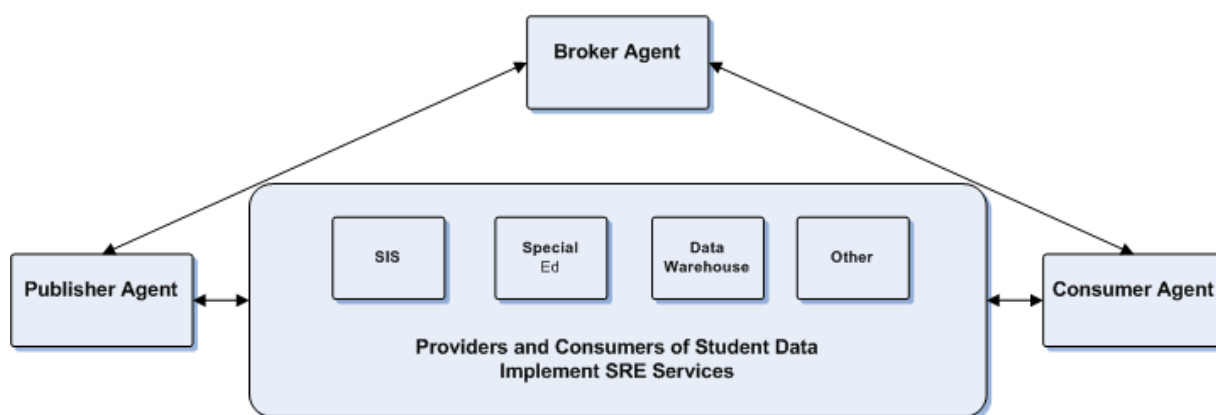 Broker Agent
SIS
Special
Ed
Data
Warehouse
Other
Publisher Agent
Consumer Agent
Providers and Consumers of Student Data
Implement SRE Services